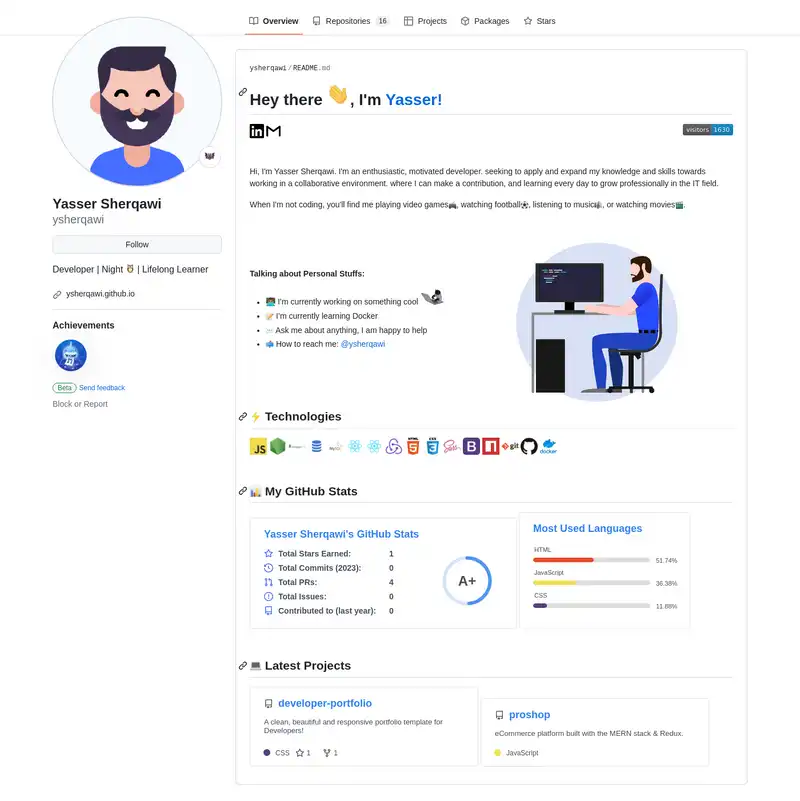 Overview Repositories 16 Projects Packages Stars
Yasser Sherqawi
ysherqawi
Follow
Developer | Night 🦉 | Lifelong Learner
ysherqawi.github.io
Achievements
Beta Send feedback
Block or Report
ysherqawi / README.md
Hey there 👋, I'm Yasser!
in M
visitors 1630
Hi, I'm Yasser Sherqawi. I'm an enthusiastic, motivated developer. seeking to apply and expand my knowledge and skills towards
working in a collaborative environment. where I can make a contribution, and learning every day to grow professionally in the IT field.
When I'm not coding, you'll find me playing video games🎮, watching football⚽, listening to music🎼, or watching movies🎬.
Talking about Personal Stuffs:
👨🏻‍💻 I'm currently working on something cool
📝 I'm currently learning Docker
💬 Ask me about anything, I am happy to help
📫 How to reach me: @ysherqawi
⚡ Technologies
JS HTML CSS Sass B git docker
📊 My GitHub Stats
Yasser Sherqawi's GitHub Stats
Total Stars Earned: 1
Total Commits (2023): 0
Total PRs: 4
Total Issues: 0
Contributed to (last year): 0
A+
Most Used Languages
HTML
51.74%
JavaScript
36.38%
CSS
11.88%
💻 Latest Projects
developer-portfolio
A clean, beautiful and responsive portfolio template for
Developers!
CSS 1 1
proshop
eCommerce platform built with the MERN stack & Redux.
JavaScript